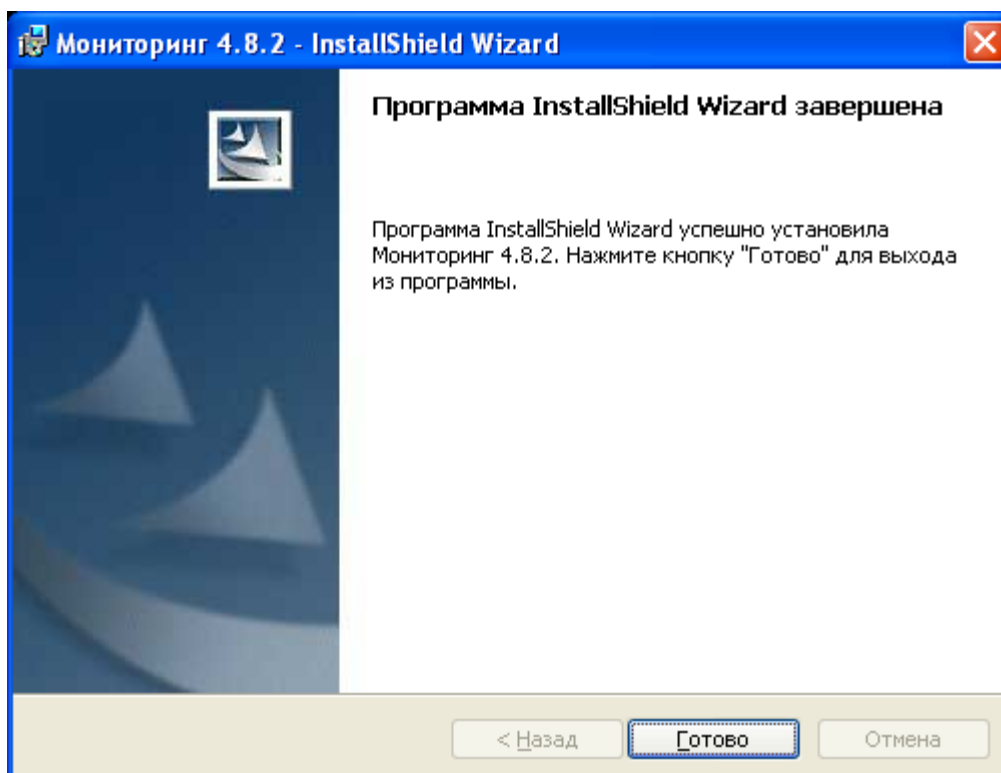 Мониторинг 4.8.2 - InstallShield Wizard
Программа InstallShield Wizard завершена
Программа InstallShield Wizard успешно установила
Мониторинг 4.8.2. Нажмите кнопку "Готово" для выхода
из программы.
< Назад Готово Отмена